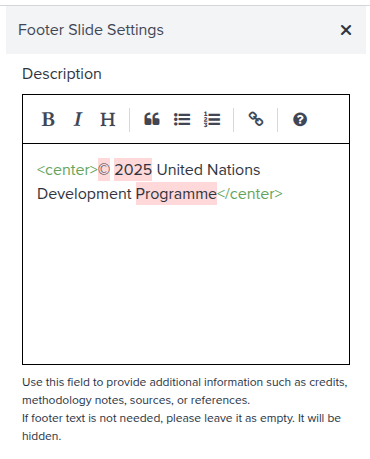 Footer Slide Settings ×
Description
B I H
<center>© 2025 United Nations
Development Programme</center>
Use this field to provide additional information such as credits,
methodology notes, sources, or references.
If footer text is not needed, please leave it as empty. It will be
hidden.